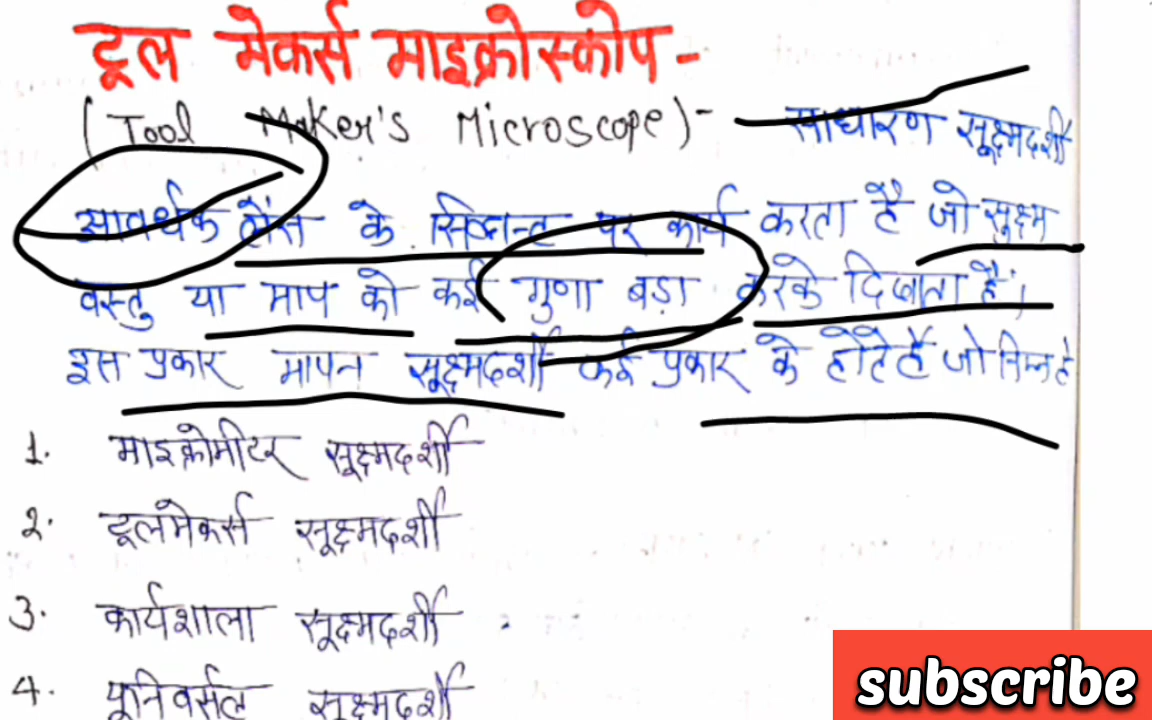 टूल मेकर्स माइक्रोस्कोप -
(Tool Maker's Microscope)- साधारण सूक्ष्मदर्शी
आवर्धक लेंस के सिद्धान्त पर कार्य करता है जो सूक्ष्म
वस्तु या माप को कई गुणा बड़ा करके दिखाता है।
इस प्रकार मापन सूक्ष्मदर्शी कई प्रकार के होते हैं जो निम्न है
1. माइक्रोमीटर सूक्ष्मदर्शी
2. टूलमेकर्स सूक्ष्मदर्शी
3. कार्यशाला सूक्ष्मदर्शी
4. यूनिवर्सल सूक्ष्मदर्शी
subscribe